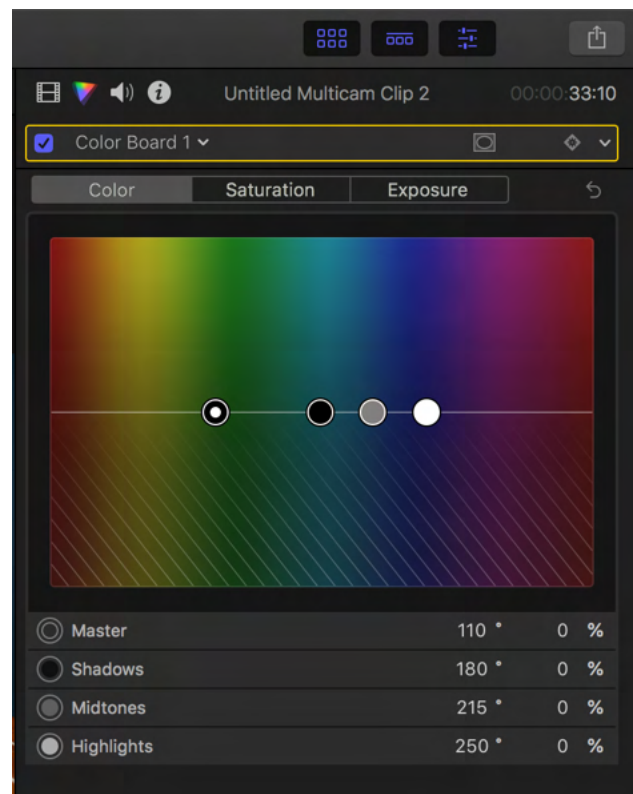 Untitled Multicam Clip 2 00:00:33:10
Color Board 1
Color Saturation Exposure
Master 110 ° 0 %
Shadows 180 ° 0 %
Midtones 215 ° 0 %
Highlights 250 ° 0 %